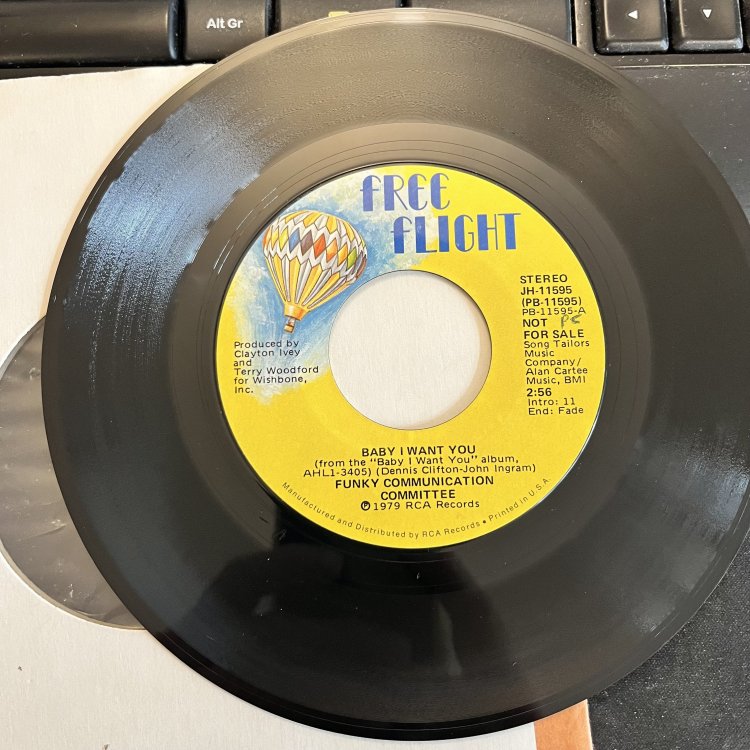 Alt Gr
FREE
FLIGHT
STEREO
JH-11595
(PB-11595)
PB-11595-A
NOT
FOR SALE
Song Tailors
Music
Company/
Alan Cartee
Music, BMI
2:56
Intro: 11
End: Fade
Produced by
Clayton Ivey
and
Terry Woodford
for Wishbone,
Inc.
BABY I WANT YOU
(from the "Baby I Want You" album,
AHL1-3405) (Dennis Clifton-John Ingram)
FUNKY COMMUNICATION
COMMITTEE
℗ 1979 RCA Records
Manufactured and Distributed by RCA Records • Printed in U.S.A.